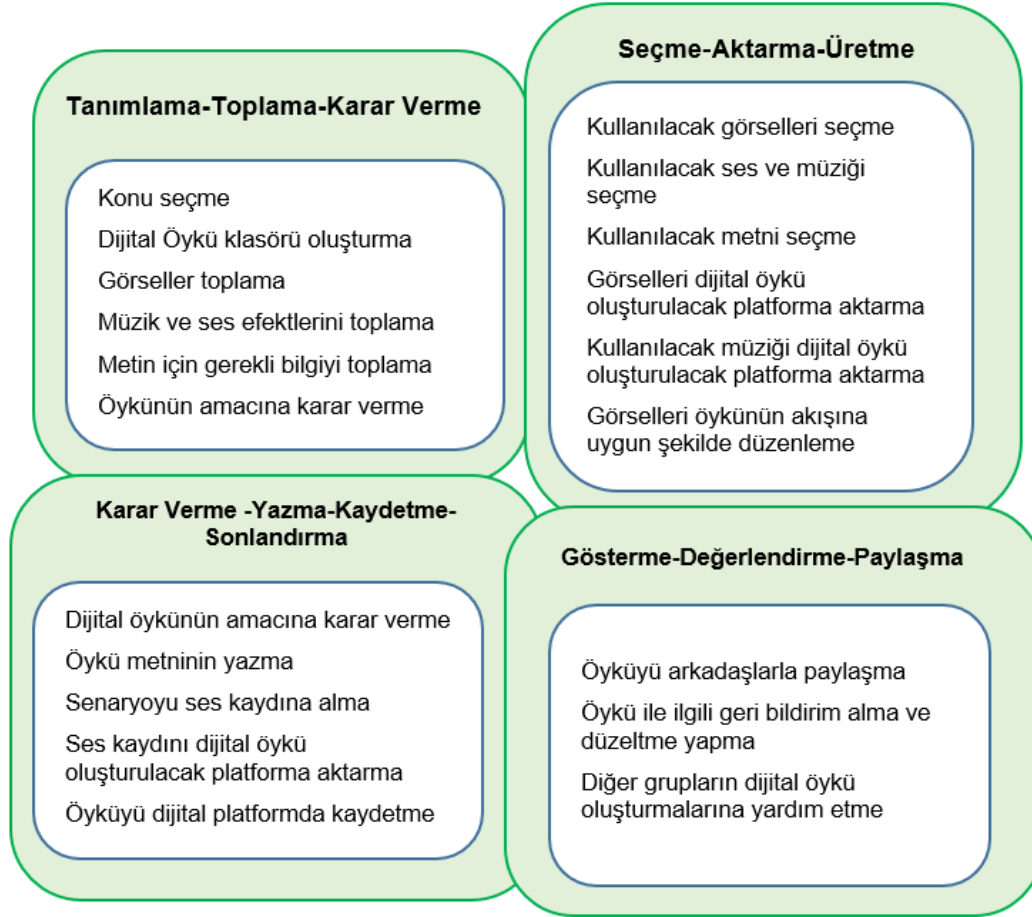 Tanımlama-Toplama-Karar Verme
Konu seçme
Dijital Öykü klasörü oluşturma
Görseller toplama
Müzik ve ses efektlerini toplama
Metin için gerekli bilgiyi toplama
Öykünün amacına karar verme
Seçme-Aktarma-Üretme
Kullanılacak görselleri seçme
Kullanılacak ses ve müziği
seçme
Kullanılacak metni seçme
Görselleri dijital öykü
oluşturulacak platforma aktarma
Kullanılacak müziği dijital öykü
oluşturulacak platforma aktarma
Görselleri öykünün akışına
uygun şekilde düzenleme
Karar Verme -Yazma-Kaydetme-
Sonlandırma
Dijital öykünün amacına karar verme
Öykü metninin yazma
Senaryoyu ses kaydına alma
Ses kaydını dijital öykü
oluşturulacak platforma aktarma
Öyküyü dijital platformda kaydetme
Gösterme-Değerlendirme-Paylaşma
Öyküyü arkadaşlarla paylaşma
Öykü ile ilgili geri bildirim alma ve
düzeltme yapma
Diğer grupların dijital öykü
oluşturmalarına yardım etme